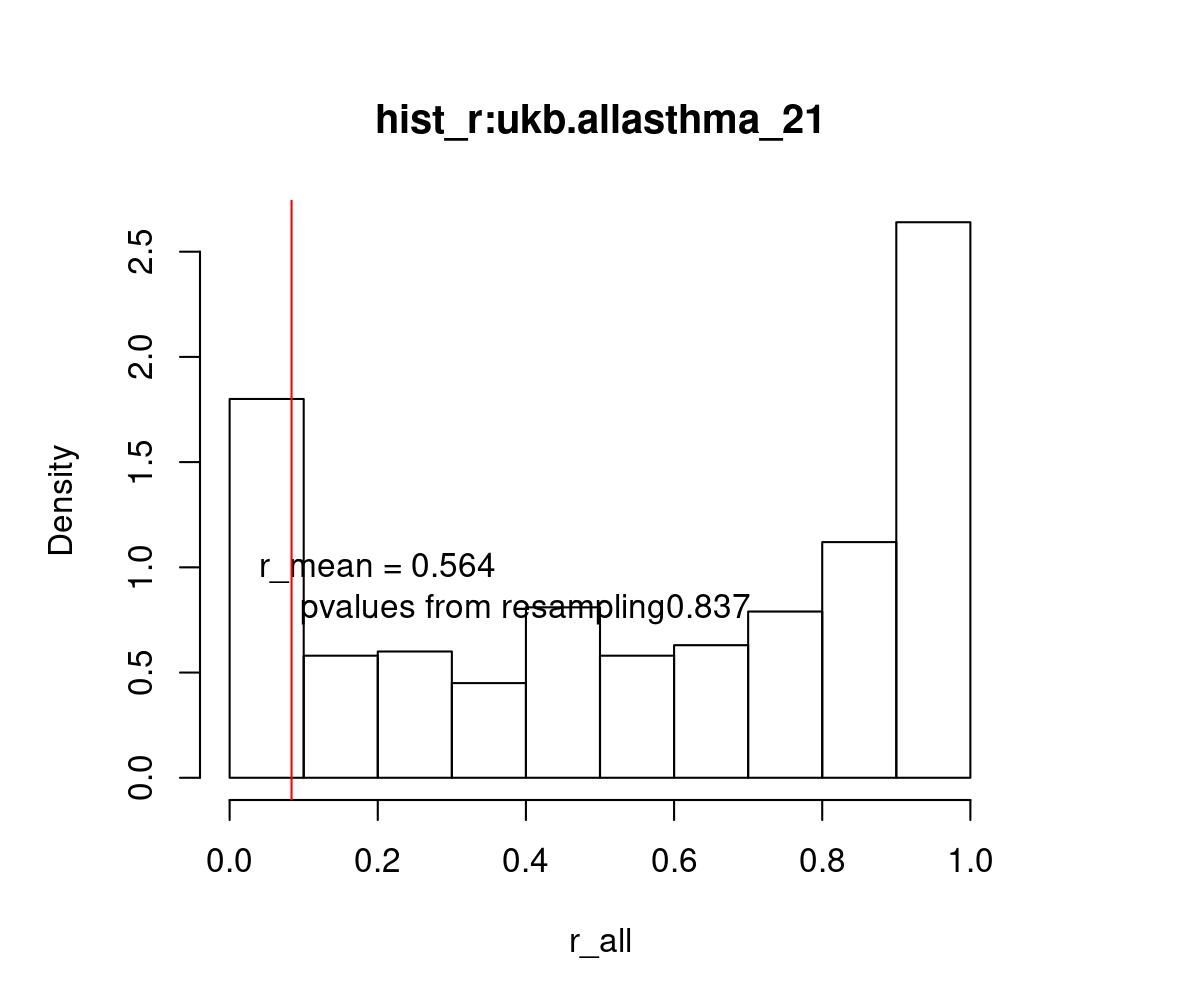 hist_r:ukb.allasthma_21
Density
2.5
2.0
1.5
1.0
0.5
0.0
r_mean = 0.564
pvalues from resampling0.837
0.0 0.2 0.4 0.6 0.8 1.0
r_all